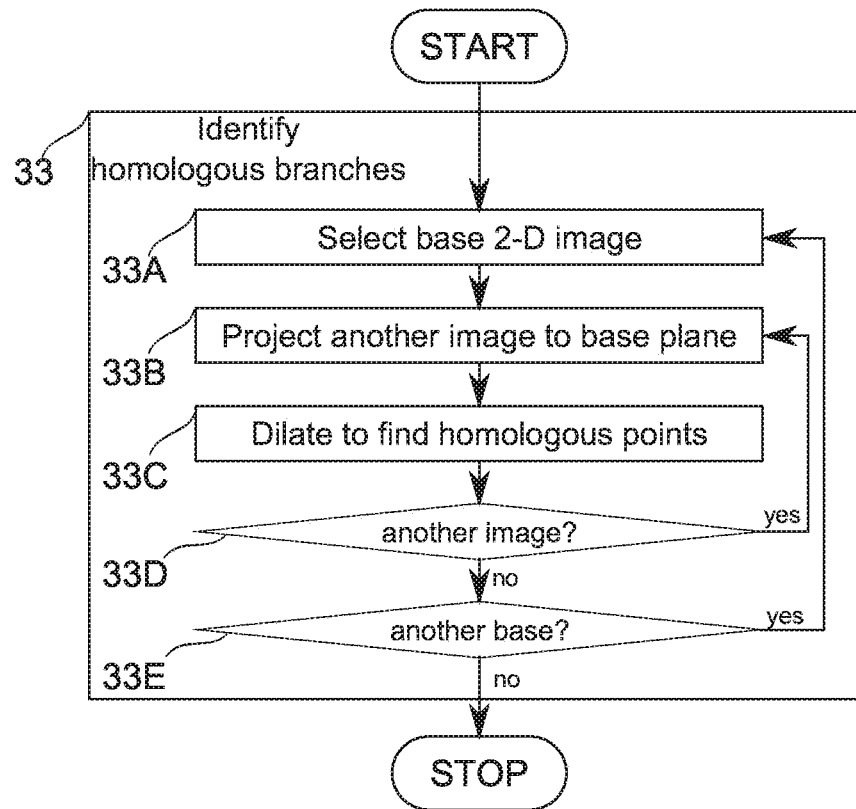 START
Identify
33 homologous branches
Select base 2-D image
33A
Project another image to base plane
33B
Dilate to find homologous points
33C
another image?
yes
33D
no
another base?
yes
33E
no
STOP